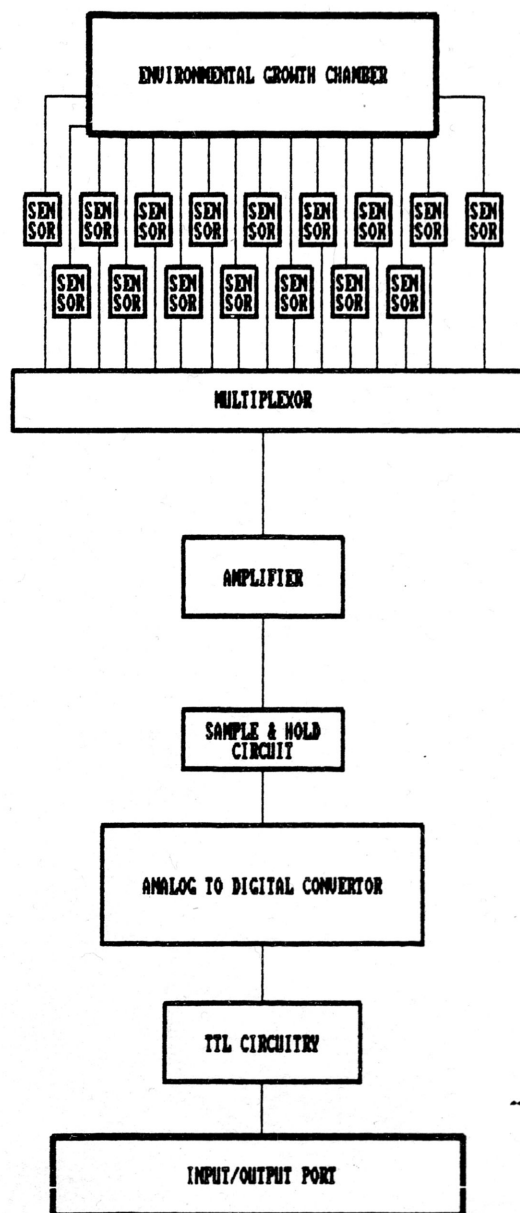 ENVIRONMENTAL GROWTH CHAMBER
SEN
SOR
SEN
SOR
SEN
SOR
SEN
SOR
SEN
SOR
SEN
SOR
SEN
SOR
SEN
SOR
SEN
SOR
SEN
SOR
SEN
SOR
SEN
SOR
SEN
SOR
SEN
SOR
SEN
SOR
SEN
SOR
MULTIPLEXOR
AMPLIFIER
SAMPLE & HOLD
CIRCUIT
ANALOG TO DIGITAL CONVERTOR
TTL CIRCUITRY
INPUT/OUTPUT PORT